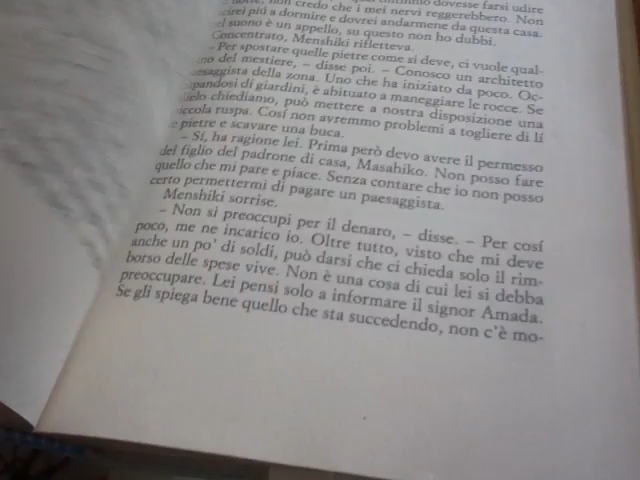 dovesse farsi udire
notte, non credo che i miei nervi reggerebbero. Non
piú a dormire e dovrei andarmene da questa casa.
suono è un appello, su questo non ho dubbi.
Concentrato, Menshiki rifletteva.
– Per spostare quelle pietre come si deve, ci vuole qual-
del mestiere, – disse poi. – Conosco un architetto
paesaggista della zona. Uno che ha iniziato da poco. Oc-
cupandosi di giardini, è abituato a maneggiare le rocce. Se
chiediamo, può mettere a nostra disposizione una
piccola ruspa. Cosí non avremmo problemi a togliere di lí
pietre e scavare una buca.
– Sí, ha ragione lei. Prima però devo avere il permesso
del figlio del padrone di casa, Masahiko. Non posso fare
quello che mi pare e piace. Senza contare che io non posso
certo permettermi di pagare un paesaggista.
Menshiki sorrise.
– Non si preoccupi per il denaro, – disse. – Per cosí
poco, me ne incarico io. Oltre tutto, visto che mi deve
anche un po' di soldi, può darsi che ci chieda solo il rim-
borso delle spese vive. Non è una cosa di cui lei si debba
preoccupare. Lei pensi solo a informare il signor Amada.
Se gli spiega bene quello che sta succedendo, non c'è mo-